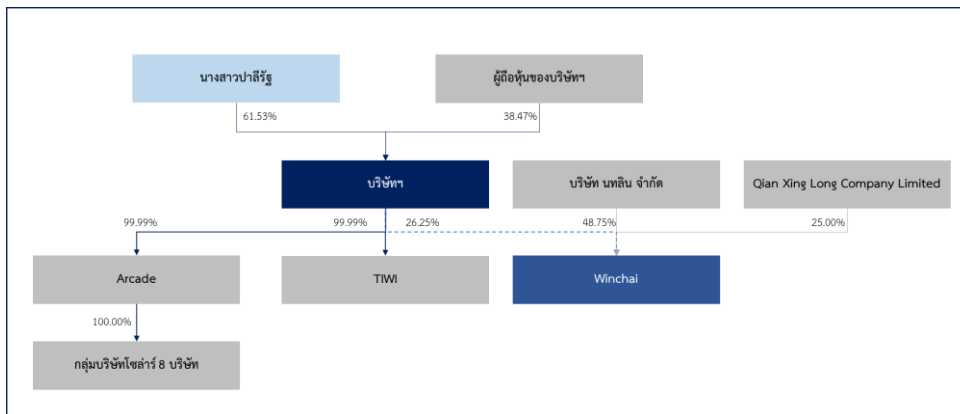 นางสาวปาลีรัฐ
ผู้ถือหุ้นของบริษัทฯ
61.53%
38.47%
บริษัทฯ
บริษัท นทลิน จำกัด
Qian Xing Long Company Limited
99.99%
99.99%
26.25%
48.75%
25.00%
Arcade
TIWI
Winchai
100.00%
กลุ่มบริษัทโซล่าร์ 8 บริษัท